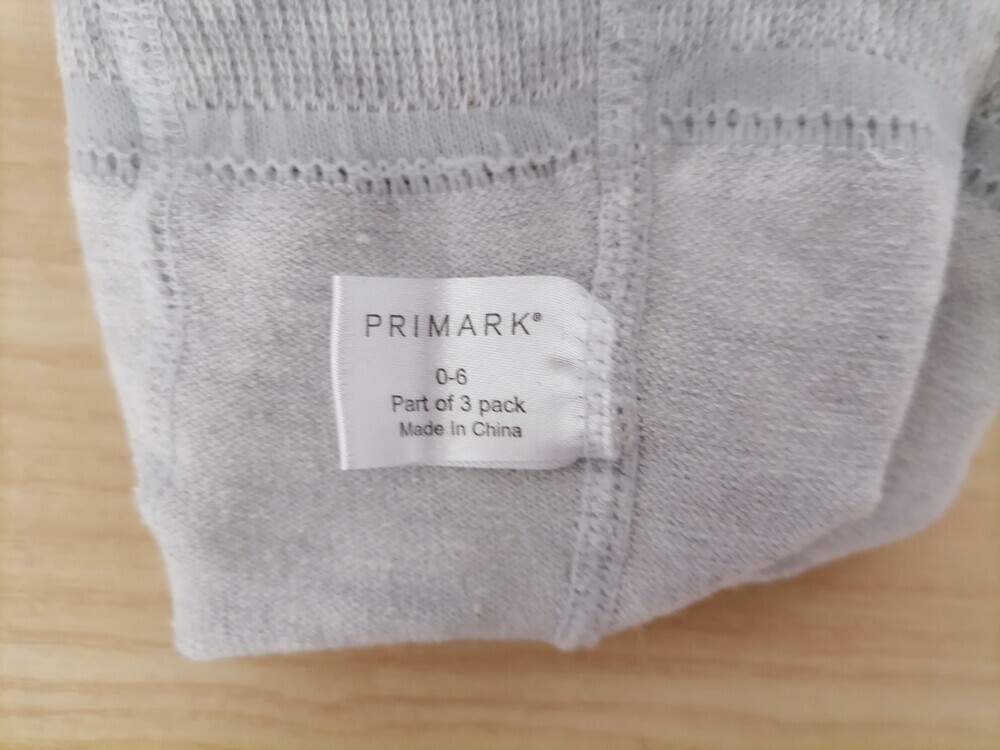 PRIMARK®
0-6
Part of 3 pack
Made In China